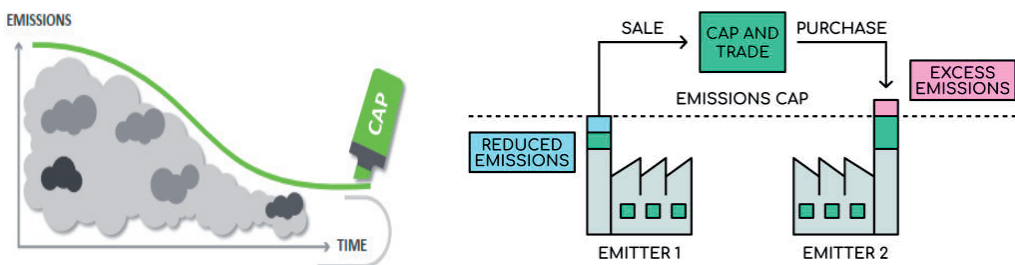 EMISSIONS
CAP
TIME
SALE
CAP AND
TRADE
PURCHASE
EXCESS
EMISSIONS
EMISSIONS CAP
REDUCED
EMISSIONS
EMITTER 1
EMITTER 2